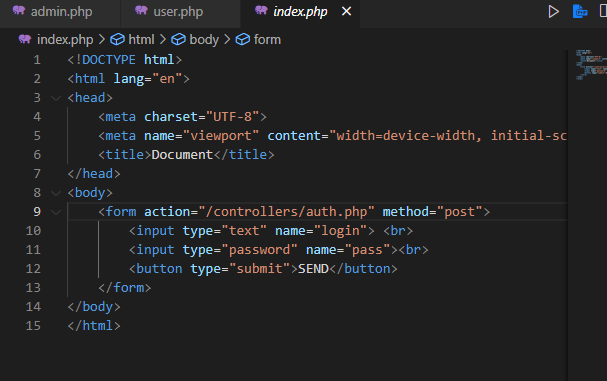 admin.php user.php index.php
index.php > html > body > form
1 <!DOCTYPE html>
2 <html lang="en">
3 <head>
4 <meta charset="UTF-8">
5 <meta name="viewport" content="width=device-width, initial-sc
6 <title>Document</title>
7 </head>
8 <body>
9 <form action="/controllers/auth.php" method="post">
10 <input type="text" name="login"> <br>
11 <input type="password" name="pass"><br>
12 <button type="submit">SEND</button>
13 </form>
14 </body>
15 </html>